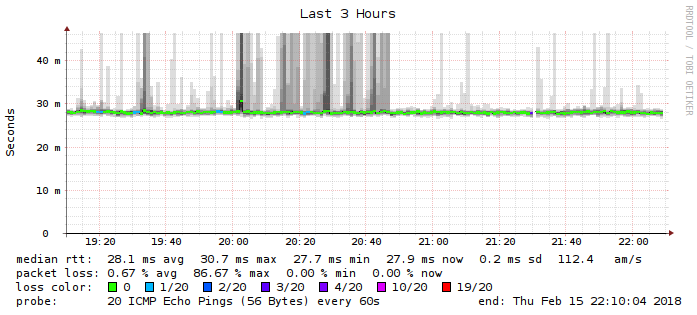 Last 3 Hours
RRDTOOL / TOBI OETIKER
Seconds
40 m
30 m
20 m
10 m
0
19:20 19:40 20:00 20:20 20:40 21:00 21:20 21:40 22:00
median rtt: 28.1 ms avg 30.7 ms max 27.7 ms min 27.9 ms now 0.2 ms sd 112.4 am/s
packet loss: 0.67 % avg 86.67 % max 0.00 % min 0.00 % now
loss color: 0 1/20 2/20 3/20 4/20 10/20 19/20
probe: 20 ICMP Echo Pings (56 Bytes) every 60s end: Thu Feb 15 22:10:04 2018